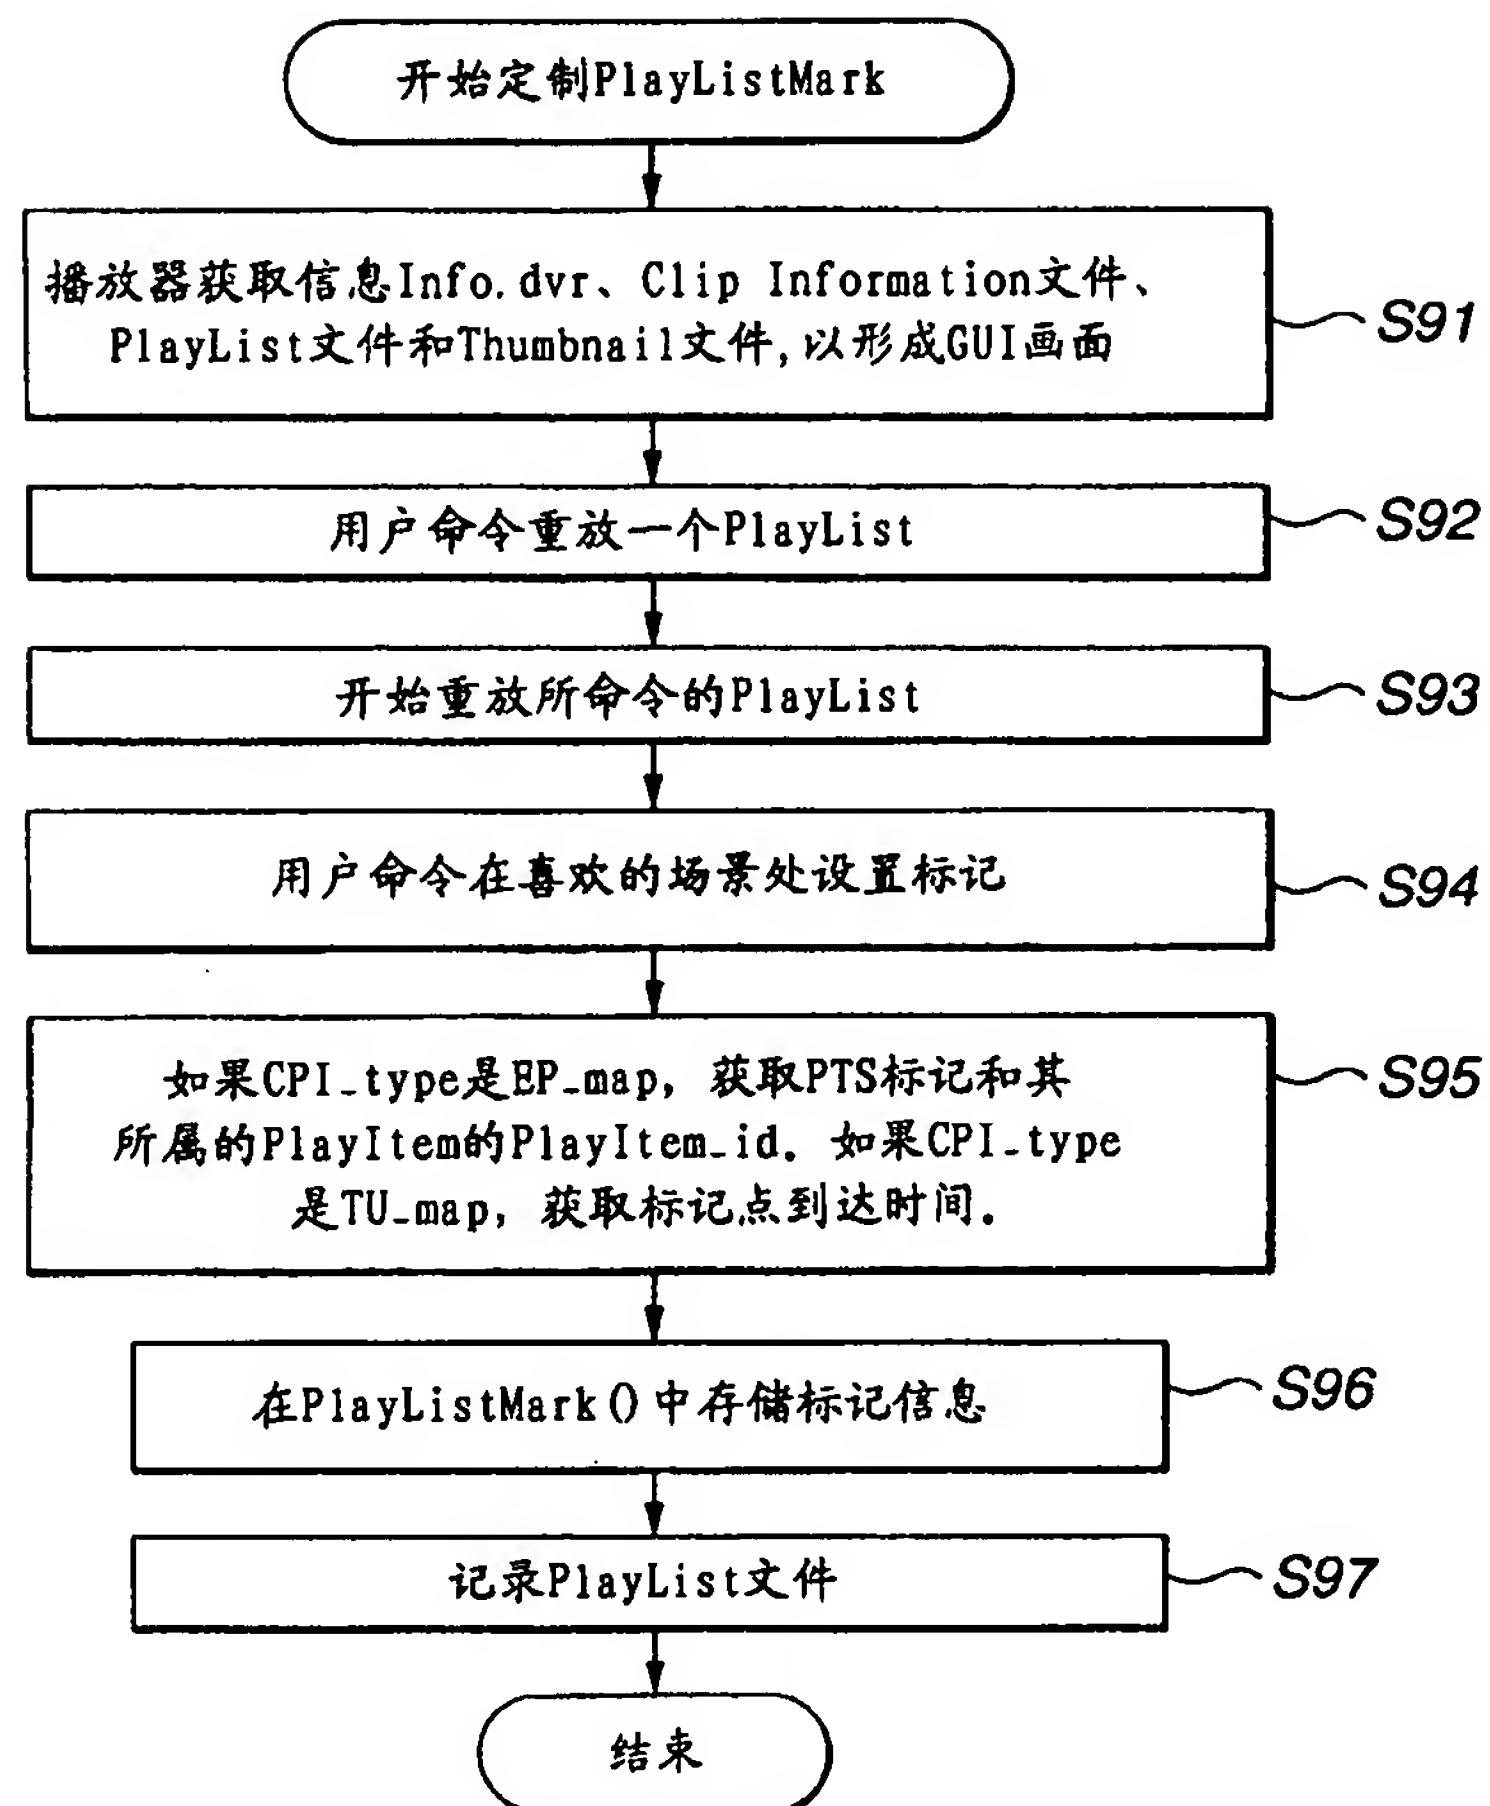 开始定制PlayListMark
播放器获取信息Info.dvr、Clip Information文件、
PlayList文件和Thumbnail文件,以形成GUI画面
S91
用户命令重放一个PlayList
S92
开始重放所命令的PlayList
S93
用户命令在喜欢的场景处设置标记
S94
如果CPI_type是EP_map，获取PTS标记和其
所属的PlayItem的PlayItem_id．如果CPI_type
是TU_map，获取标记点到达时间．
S95
在PlayListMark()中存储标记信息
S96
记录PlayList文件
S97
结束